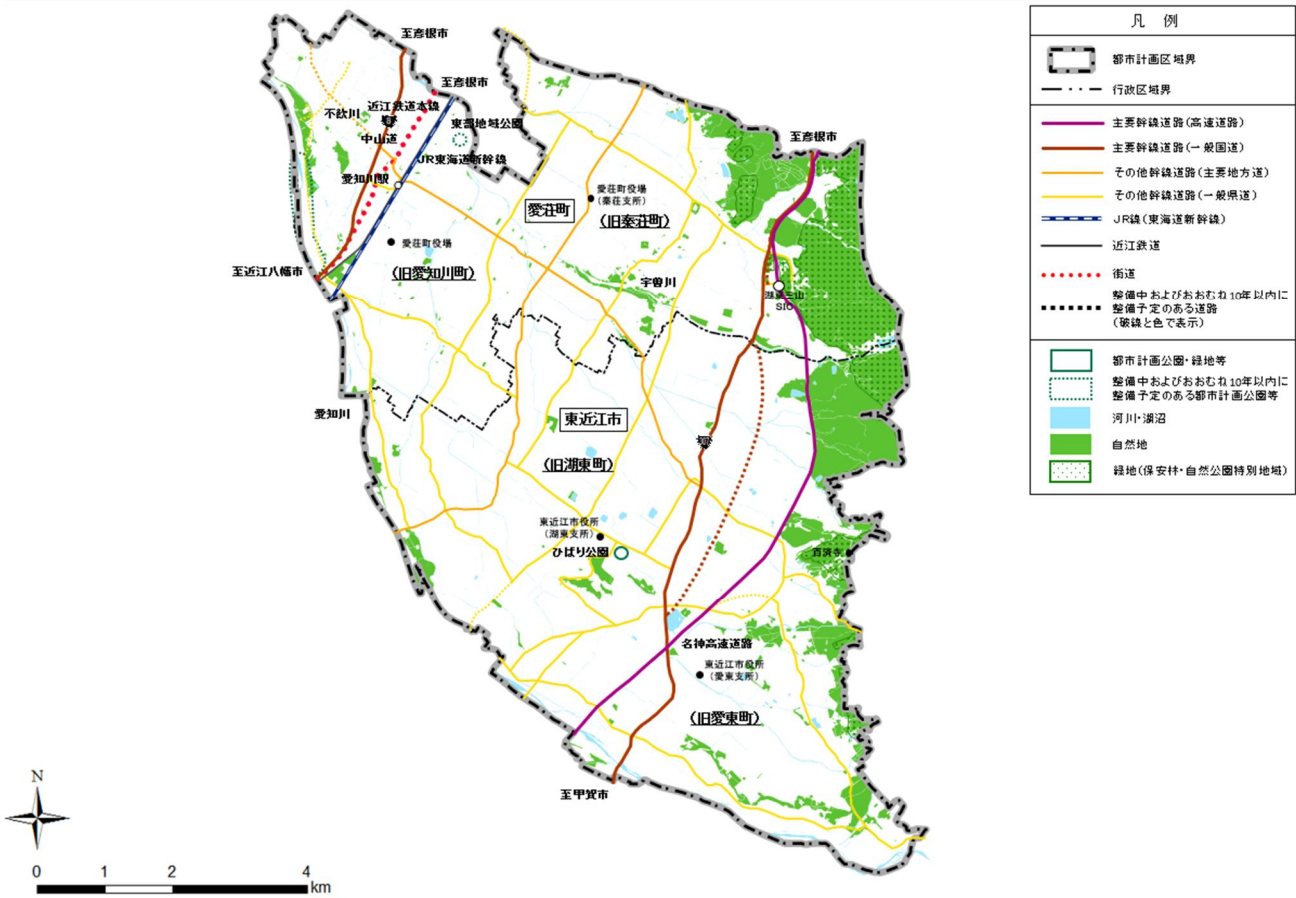 至彦根市
至彦根市
不飲川
近江鉄道本線
東部地域公園
中山道
JR東海道新幹線
愛知川駅
至彦根市
愛荘町役場
(秦荘支所)
愛荘町
(旧秦荘町)
愛荘町役場
至近江八幡市
(旧愛知川町)
宇曽川
湖東三山
SIC
愛知川
東近江市
(旧湖東町)
東近江市役所
(湖東支所)
ひばり公園
百済寺
名神高速道路
東近江市役所
(愛東支所)
(旧愛東町)
至甲賀市
N
0 1 2 4
km
凡 例
都市計画区域界
行政区域界
主要幹線道路(高速道路)
主要幹線道路(一般国道)
その他幹線道路(主要地方道)
その他幹線道路(一般県道)
JR線(東海道新幹線)
近江鉄道
街道
整備中およびおおむね10年以内に
整備予定のある道路
(破線と色で表示)
都市計画公園・緑地等
整備中およびおおむね10年以内に
整備予定のある都市計画公園等
河川・湖沼
自然地
緑地(保安林・自然公園特別地域)